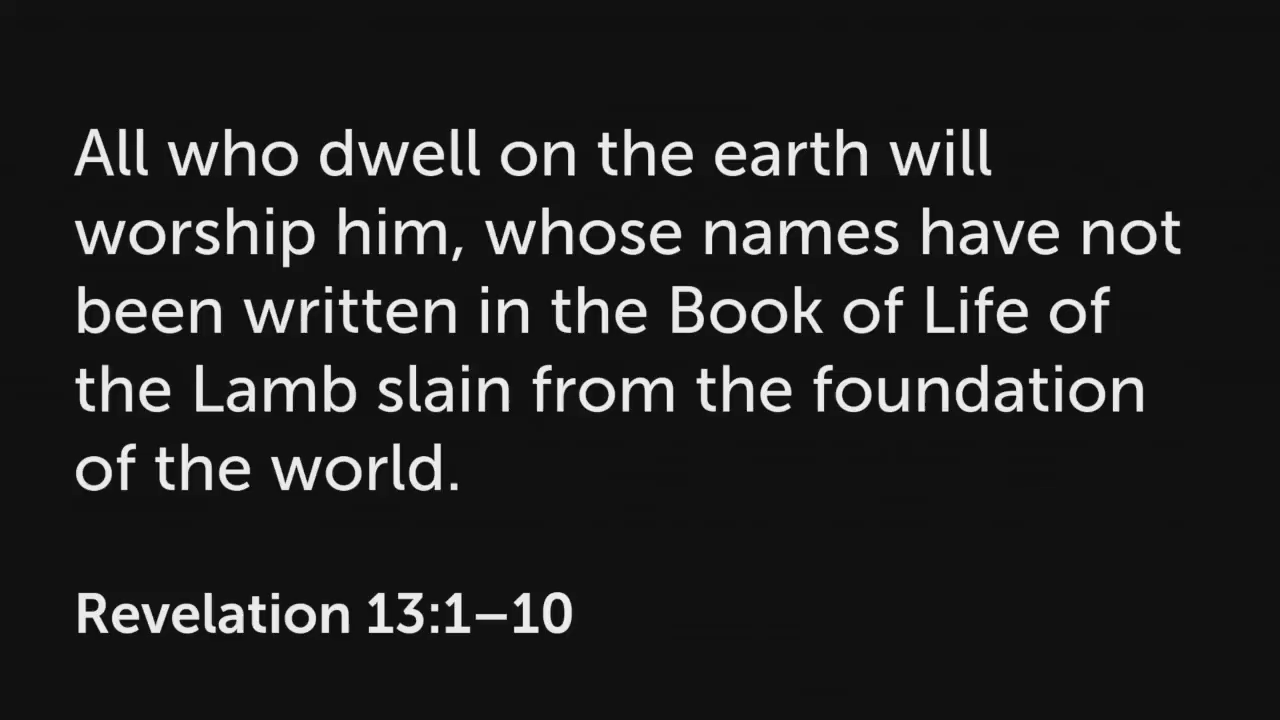 All who dwell on the earth will
worship him, whose names have not
been written in the Book of Life of
the Lamb slain from the foundation
of the world.
Revelation 13:1–10